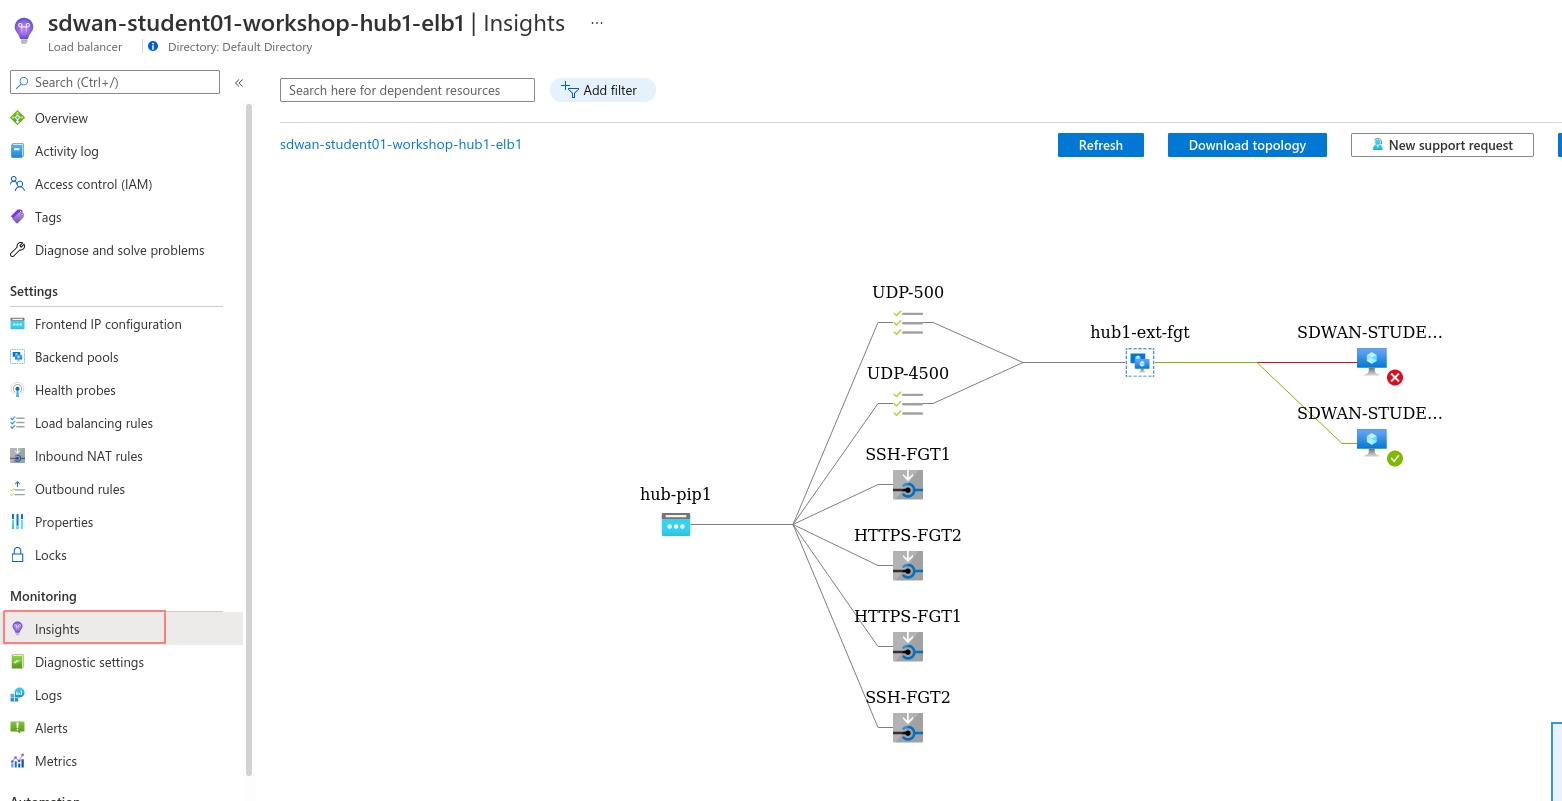 sdwan-student01-workshop-hub1-elb1 | Insights ...
Load balancer Directory: Default Directory
Search (Ctrl+/) «
Overview
Activity log
Access control (IAM)
Tags
Diagnose and solve problems
Settings
Frontend IP configuration
Backend pools
Health probes
Load balancing rules
Inbound NAT rules
Outbound rules
Properties
Locks
Monitoring
Insights
Diagnostic settings
Logs
Alerts
Metrics
Automation
Search here for dependent resources Add filter
sdwan-student01-workshop-hub1-elb1 Refresh Download topology New support request
hub-pip1
UDP-500
UDP-4500
SSH-FGT1
HTTPS-FGT2
HTTPS-FGT1
SSH-FGT2
hub1-ext-fgt
SDWAN-STUDE...
SDWAN-STUDE...